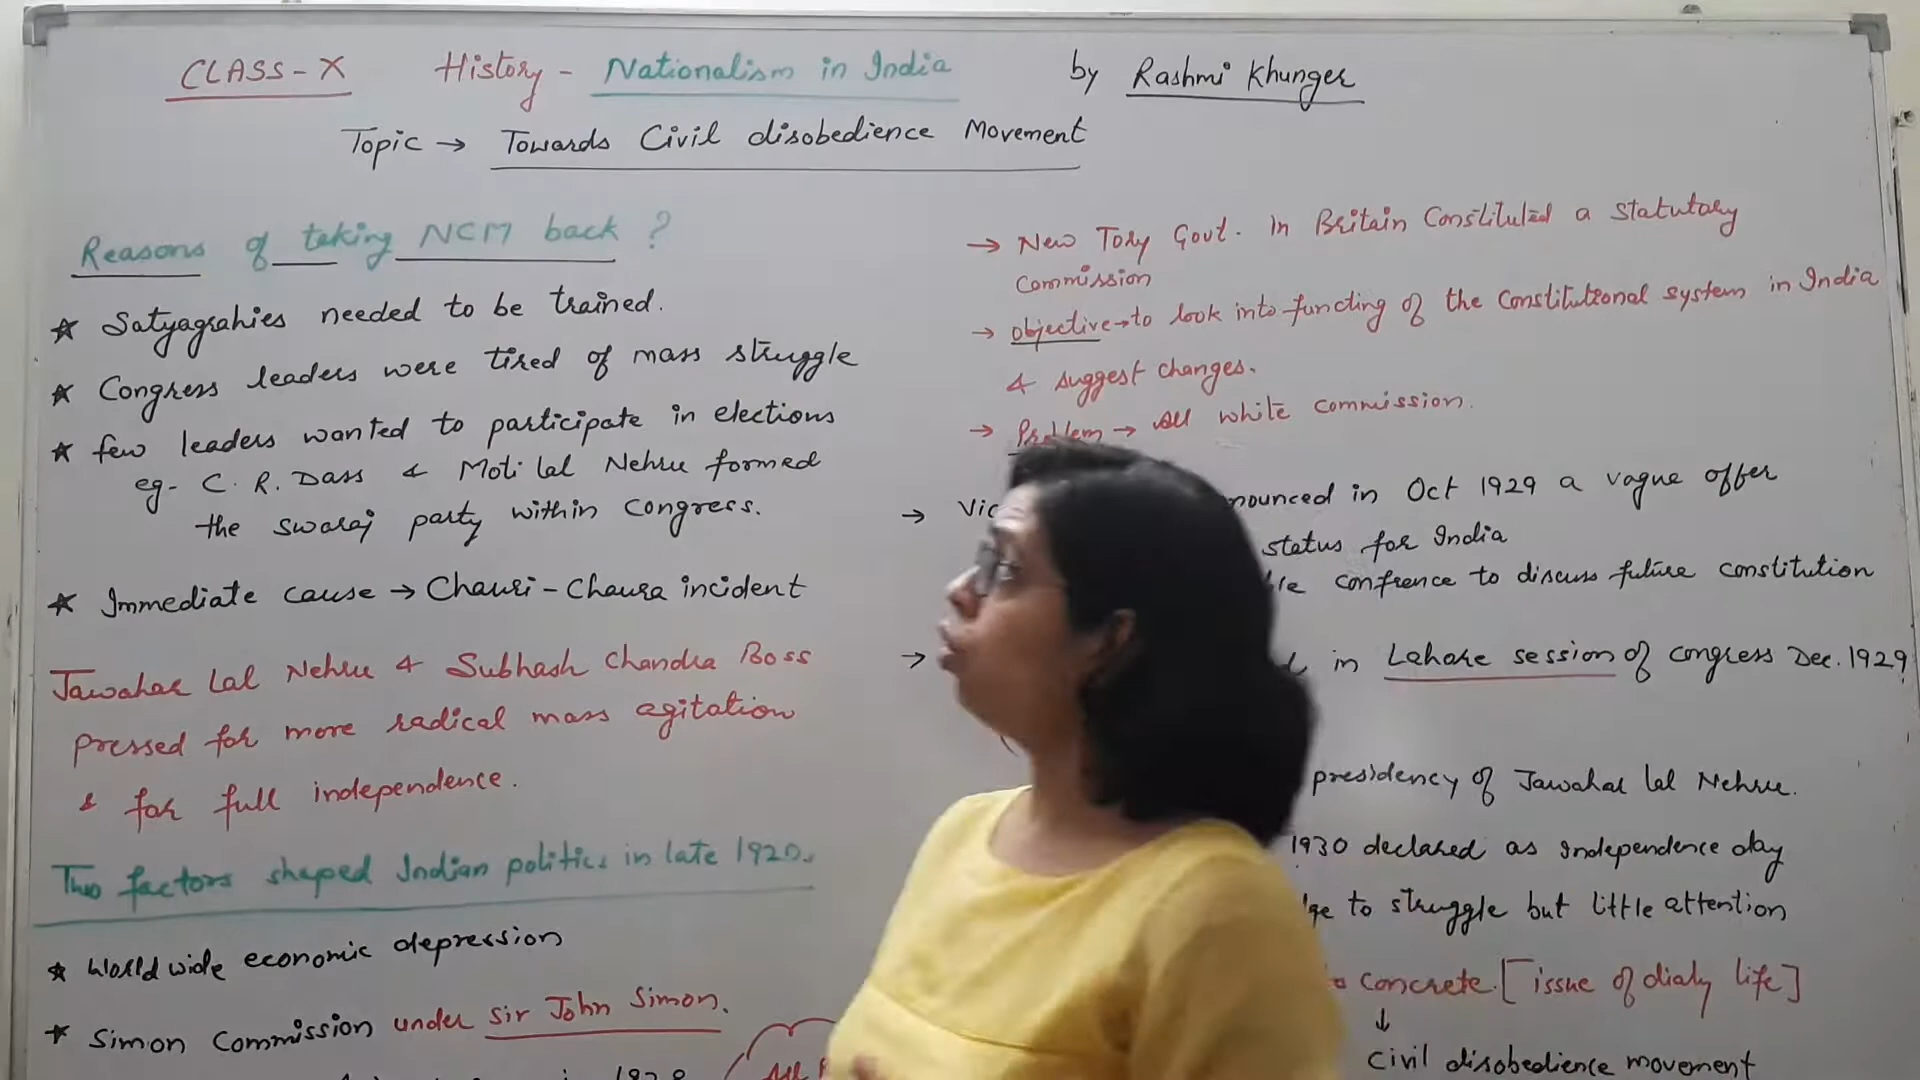 CLASS-X History - Nationalism in India by Rashmi Khunger
Topic → Towards Civil disobedience Movement
Reasons of taking NCM back ?
★ Satyagrahies needed to be trained.
★ Congress leaders were tired of mass struggle
★ few leaders wanted to participate in elections
eg- C. R. Dass & Moti lal Nehru formed
the swaraj party within Congress.
★ Immediate cause → Chauri-Chaura incident
Jawahar Lal Nehru & Subhash Chandra Boss
pressed for more radical mass agitation
& for full independence.
Two factors shaped Indian politics in late 1920.
★ Worldwide economic depression
★ Simon Commission under Sir John Simon.
1928
→ New Tory Govt. in Britain Constituted a Statutary
Commission
→ objective → to look into functing of the constitutional system in India
& suggest changes.
→ Problem → all white commission.
→ nounced in Oct 1929 a vague offer
status for India
confrence to discuss future constitution
→ in Lahore session of congress Dec. 1929
presidency of Jawahar lal Nehru.
1930 declared as independence day
to struggle but little attention
concrete. [issue of dialy life]
↓
Civil disobedience movement